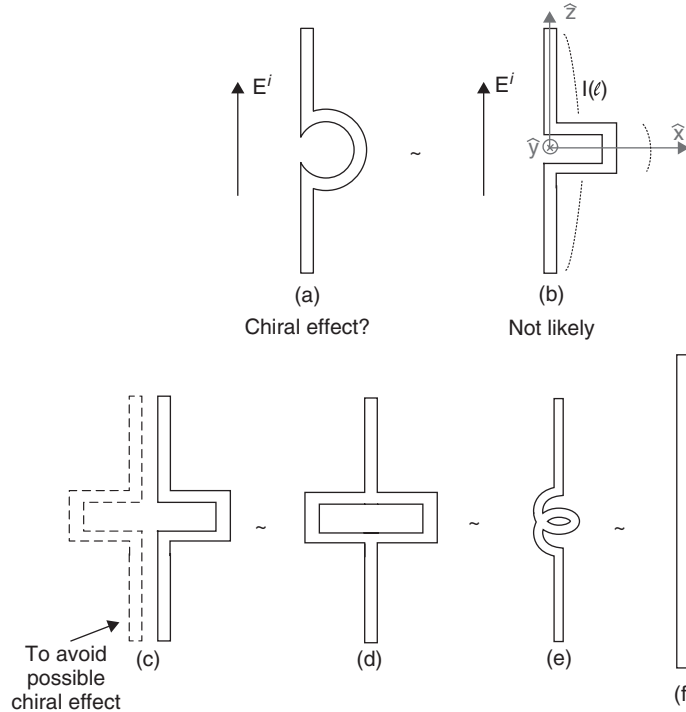 ẑ
Eⁱ
Eⁱ
I(ℓ)
x̂
~
ŷ
(a)
(b)
Chiral effect?
Not likely
~
~
~
To avoid
possible
chiral effect
(c)
(d)
(e)
(f